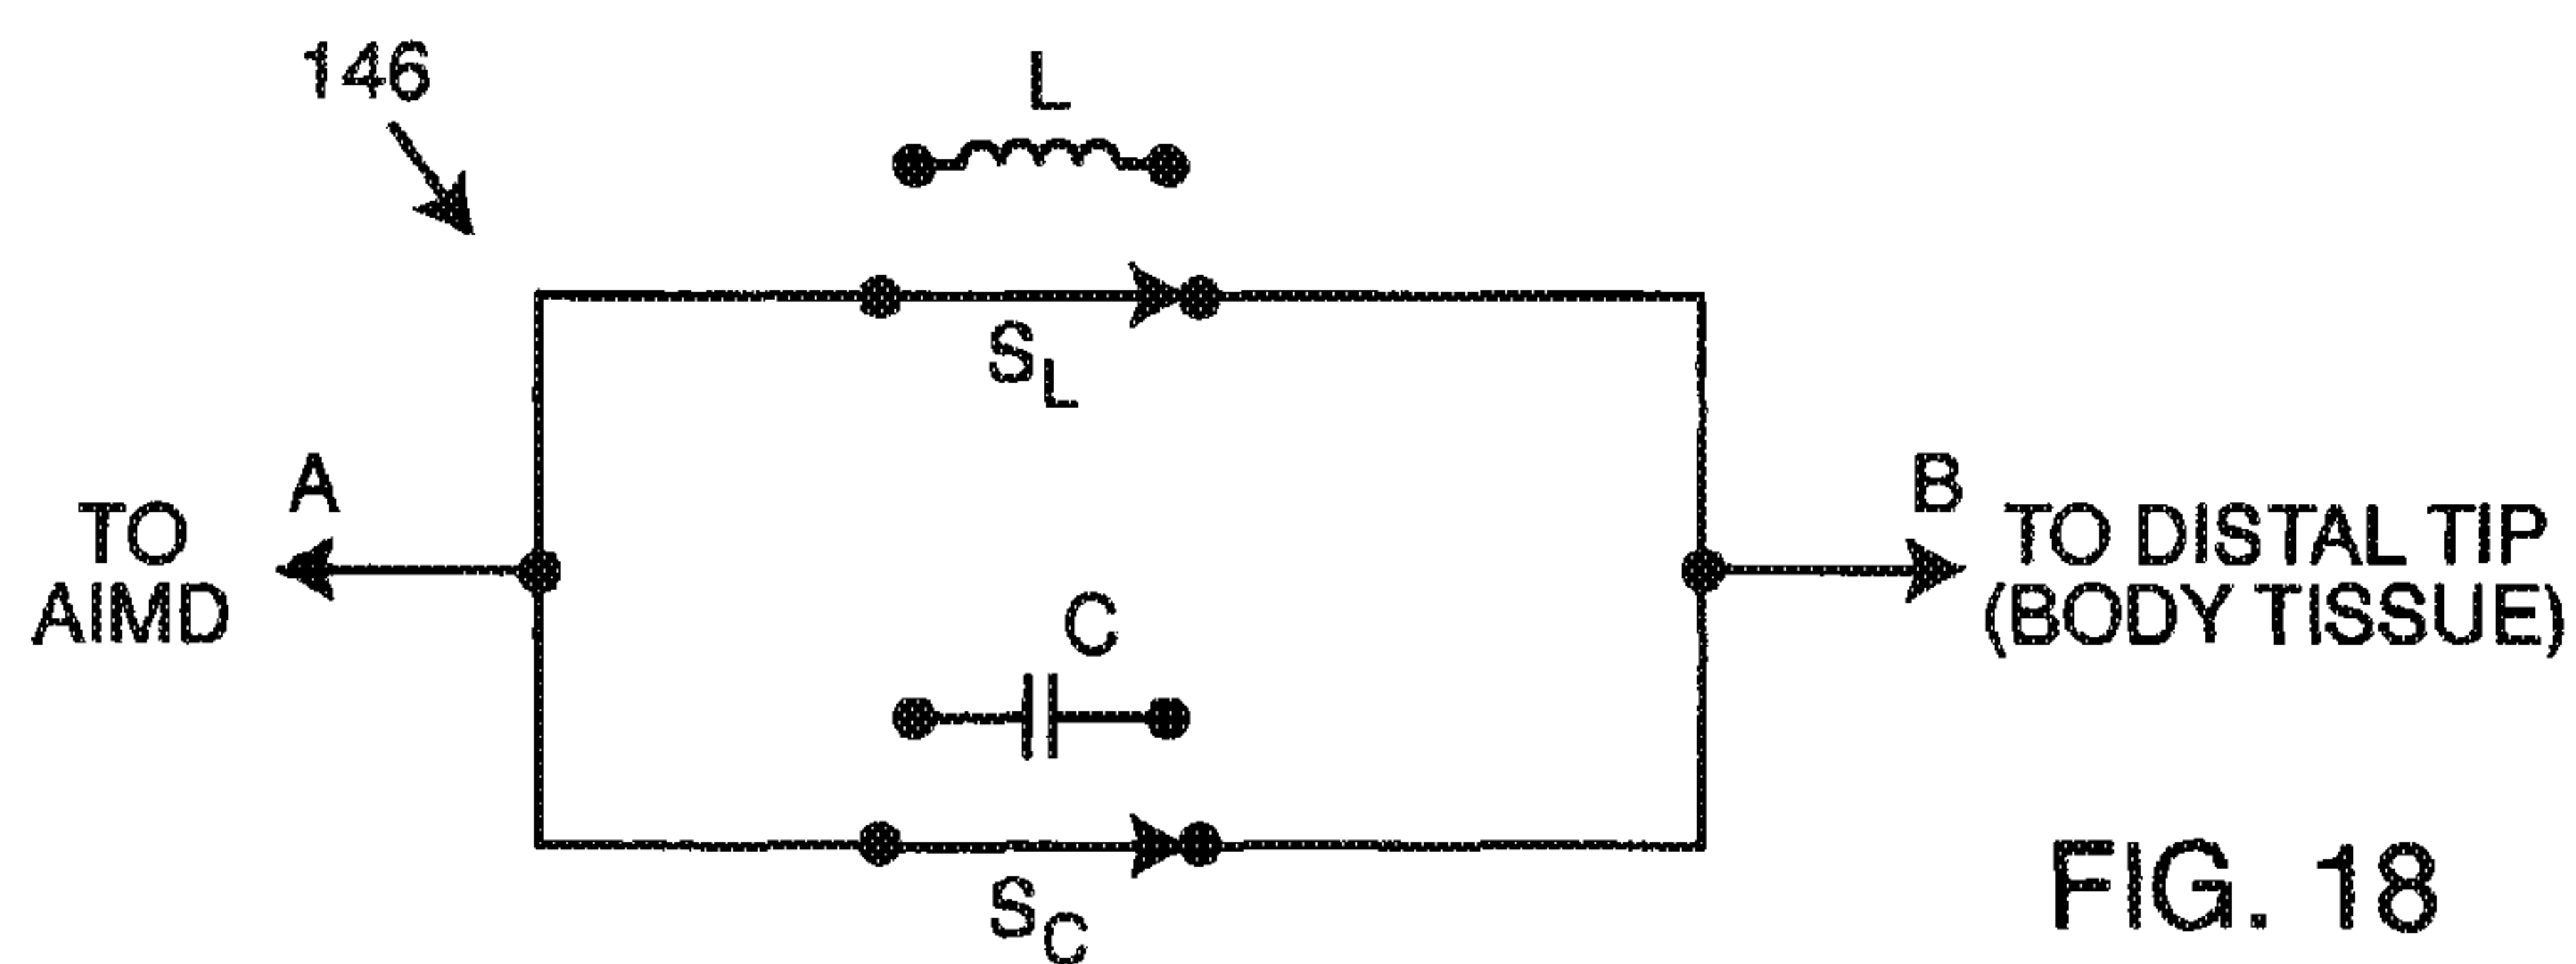 146
L
S_L
A
TO
AIMD
B
TO DISTAL TIP
(BODY TISSUE)
C
S_C
FIG. 18